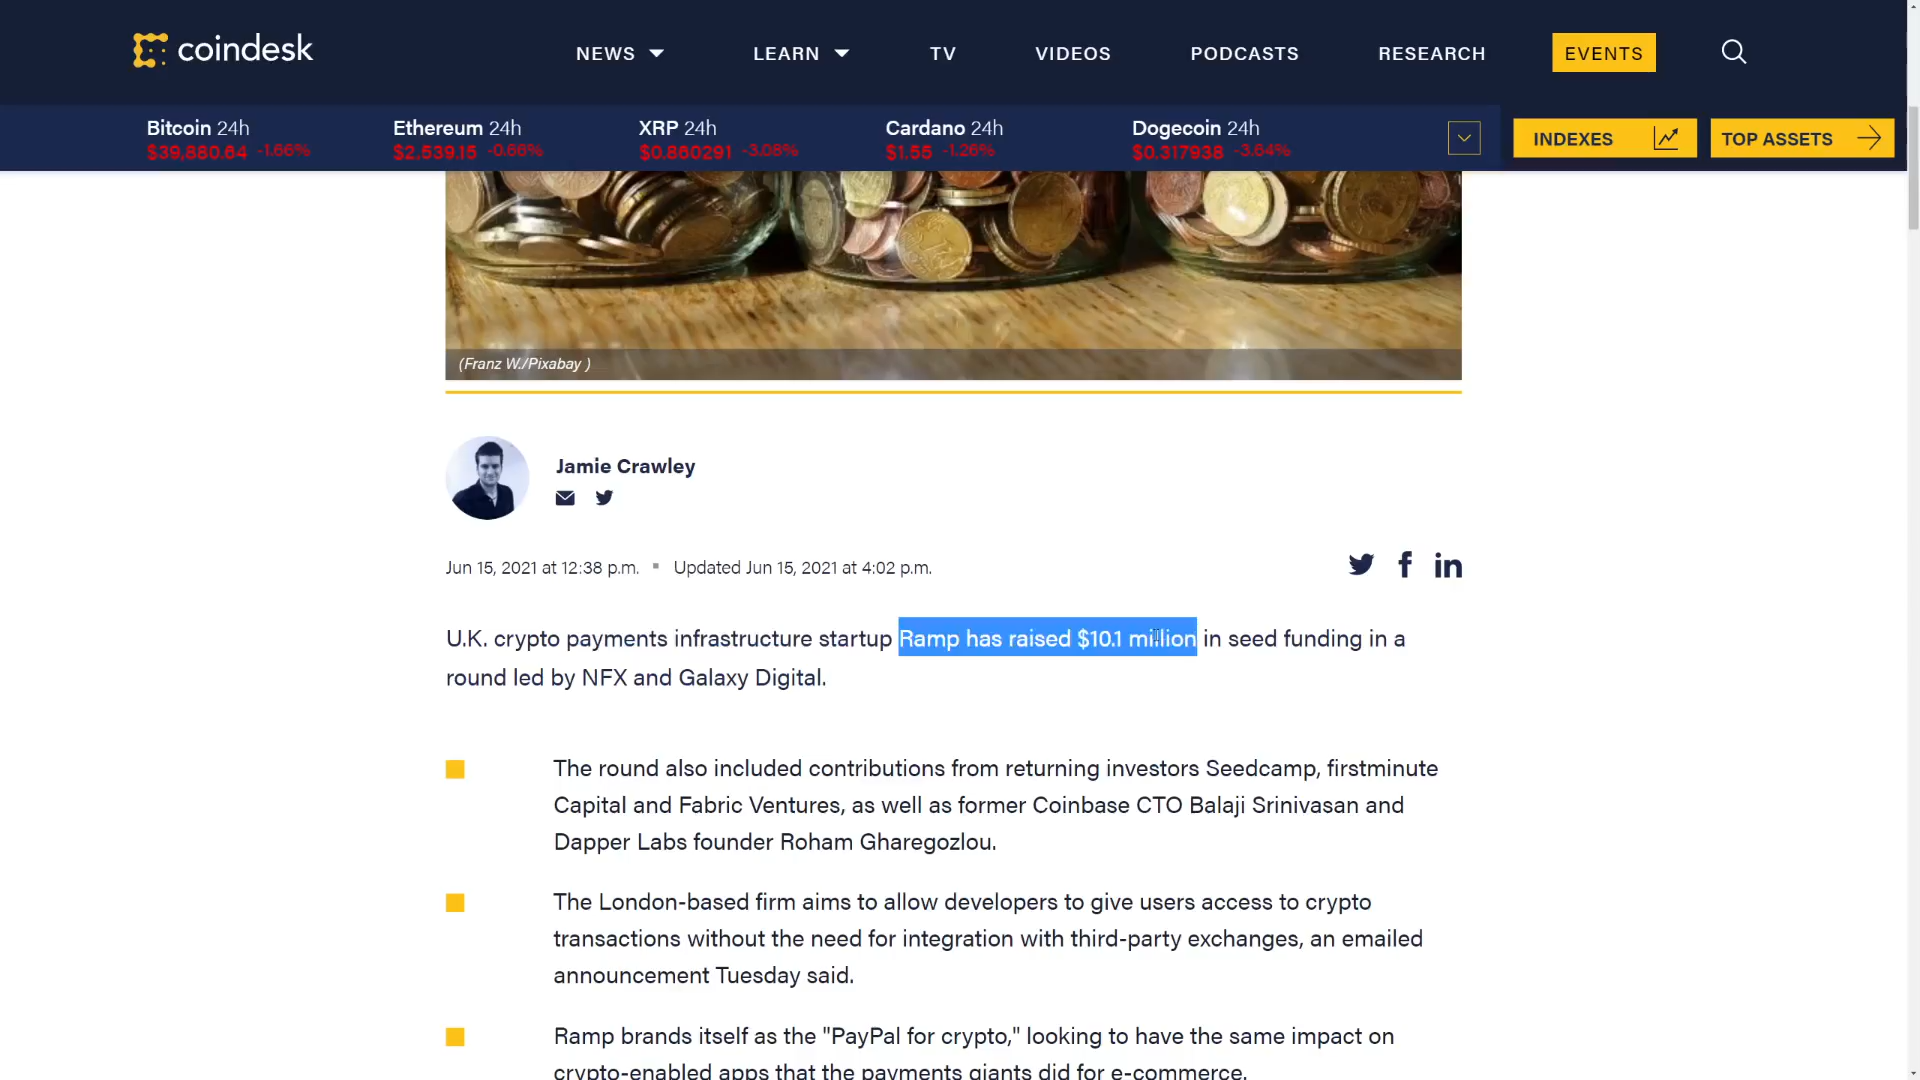 coindesk
NEWS
LEARN
TV
VIDEOS
PODCASTS
RESEARCH
EVENTS
Bitcoin 24h
$39,880.64 -1.66%
Ethereum 24h
$2,539.15 -0.66%
XRP 24h
$0.860291 -3.08%
Cardano 24h
$1.55 -1.26%
Dogecoin 24h
$0.317938 -3.64%
INDEXES
TOP ASSETS
(Franz W./Pixabay )
Jamie Crawley
Jun 15, 2021 at 12:38 p.m. ▪ Updated Jun 15, 2021 at 4:02 p.m.
U.K. crypto payments infrastructure startup Ramp has raised $10.1 million in seed funding in a
round led by NFX and Galaxy Digital.
The round also included contributions from returning investors Seedcamp, firstminute
Capital and Fabric Ventures, as well as former Coinbase CTO Balaji Srinivasan and
Dapper Labs founder Roham Gharegozlou.
The London-based firm aims to allow developers to give users access to crypto
transactions without the need for integration with third-party exchanges, an emailed
announcement Tuesday said.
Ramp brands itself as the "PayPal for crypto," looking to have the same impact on
crypto-enabled apps that the payments giants did for e-commerce.